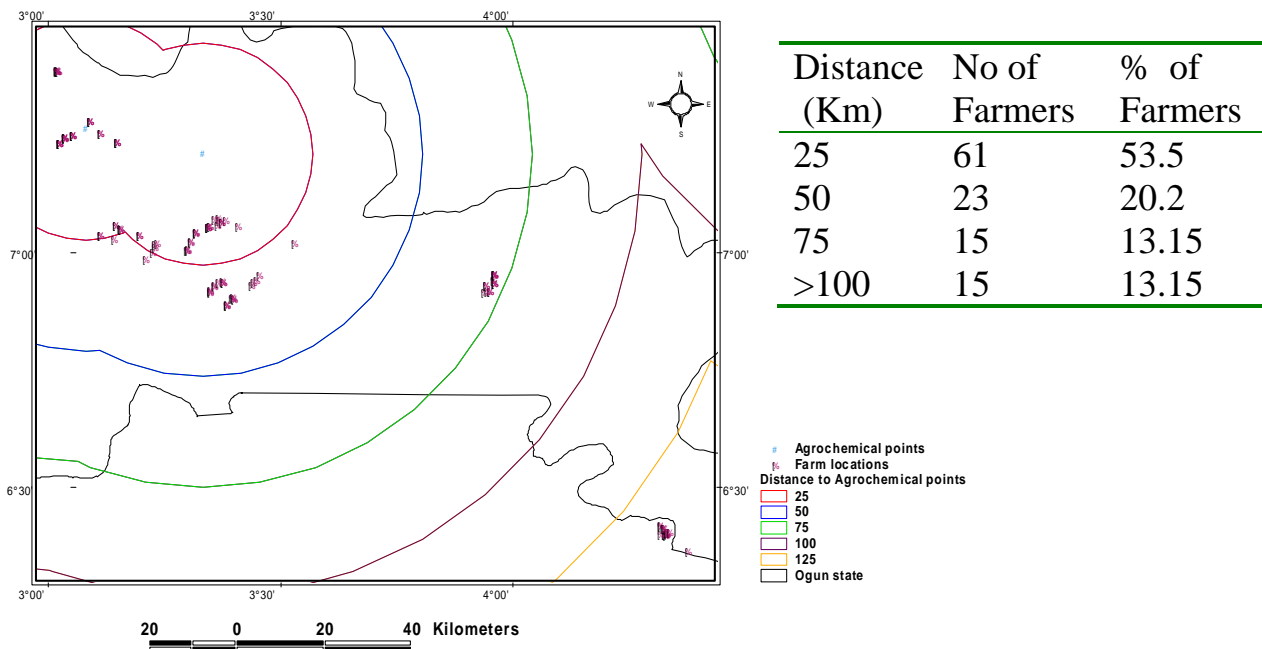 3°00' 3°30' 4°00'
N
W E
S
7°00' 7°00'
6°30' 6°30'
3°00' 3°30' 4°00'
20 0 20 40 Kilometers
Distance No of % of
(Km) Farmers Farmers
25 61 53.5
50 23 20.2
75 15 13.15
>100 15 13.15
# Agrochemical points
% Farm locations
Distance to Agrochemical points
25
50
75
100
125
Ogun state